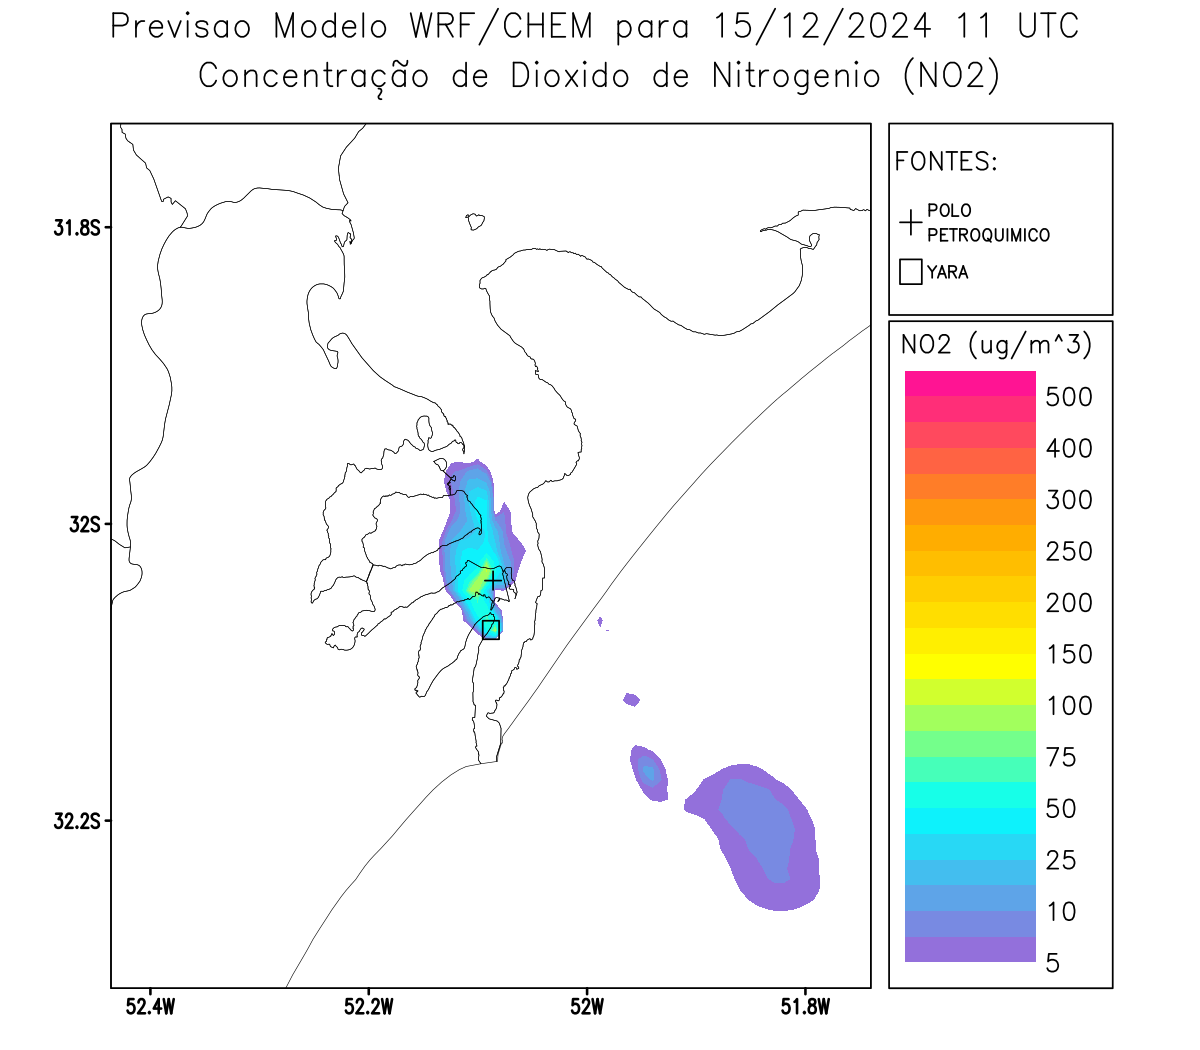 Previsao Modelo WRF/CHEM para 15/12/2024 11 UTC
Concentração de Dioxido de Nitrogenio (NO2)
FONTES:
POLO
PETROQUIMICO
YARA
NO2 (ug/m^3)
500
400
300
250
200
150
100
75
50
25
10
5
31.8S
32S
32.2S
52.4W
52.2W
52W
51.8W